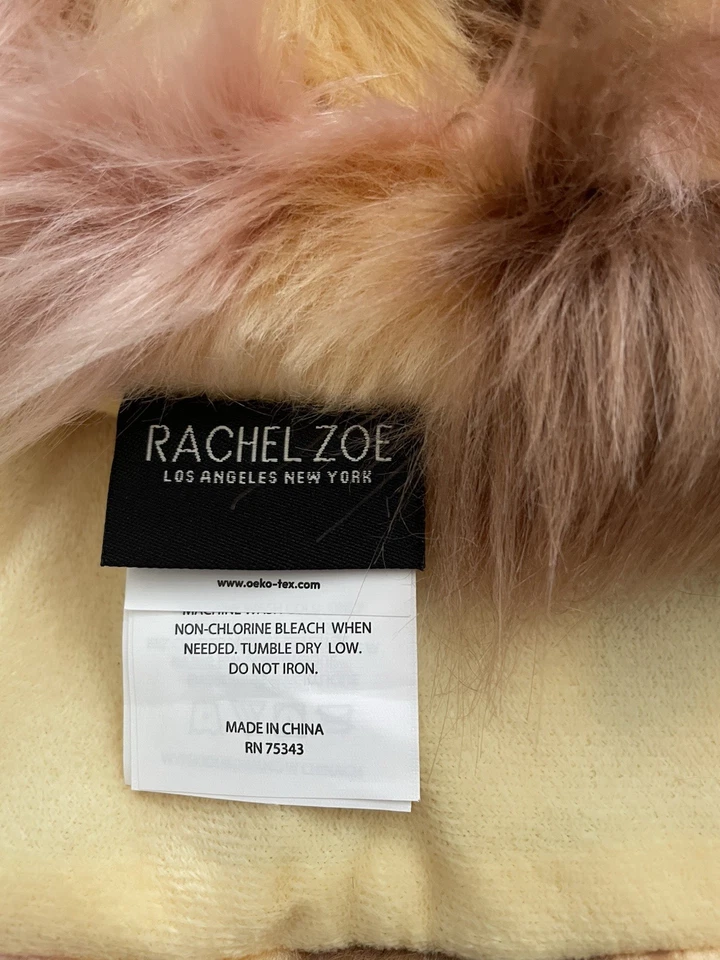 RACHEL ZOE
LOS ANGELES NEW YORK
www.oeko-tex.com
MACHINE
NON-CHLORINE BLEACH WHEN
NEEDED. TUMBLE DRY LOW.
DO NOT IRON.
MADE IN CHINA
RN 75343